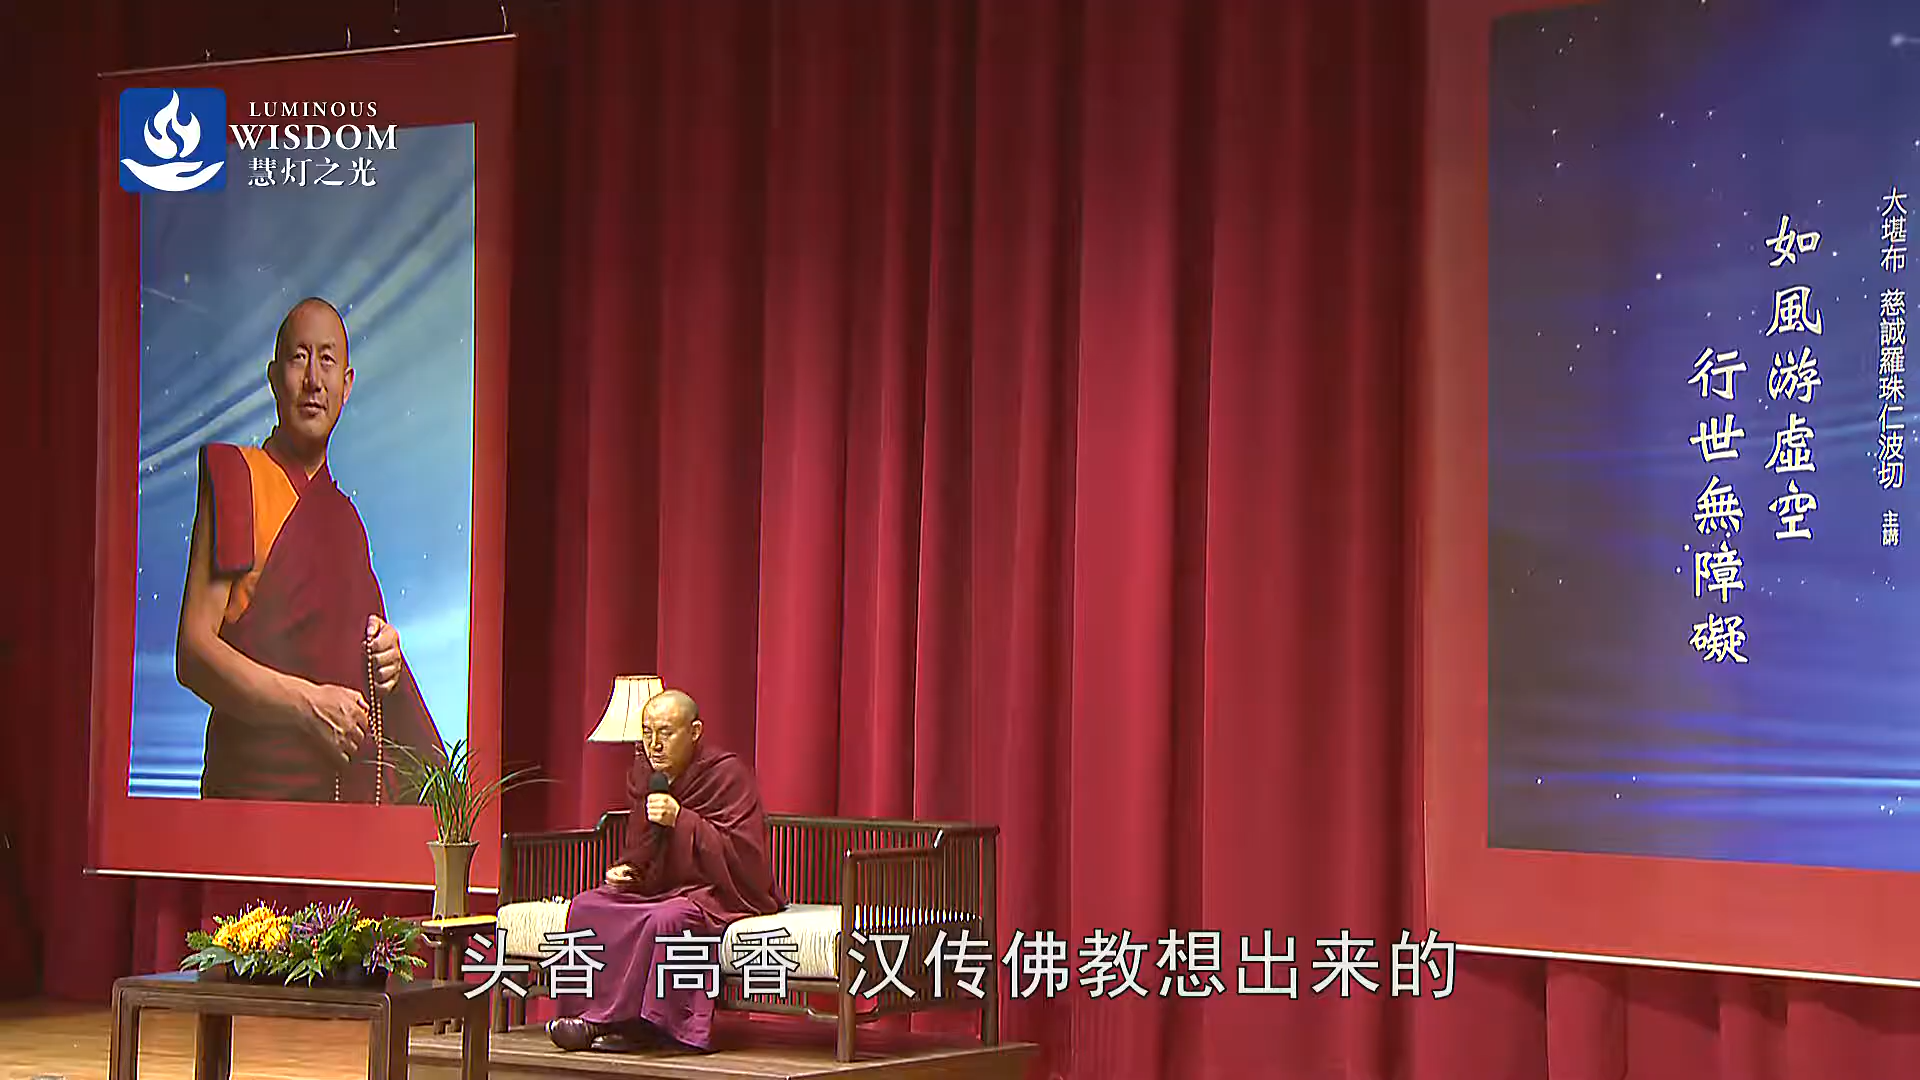 LUMINOUS
WISDOM
慧灯之光
大堪布 慈誠羅珠仁波切 主講
如風游虛空
行世無障礙
头香 高香 汉传佛教想出来的